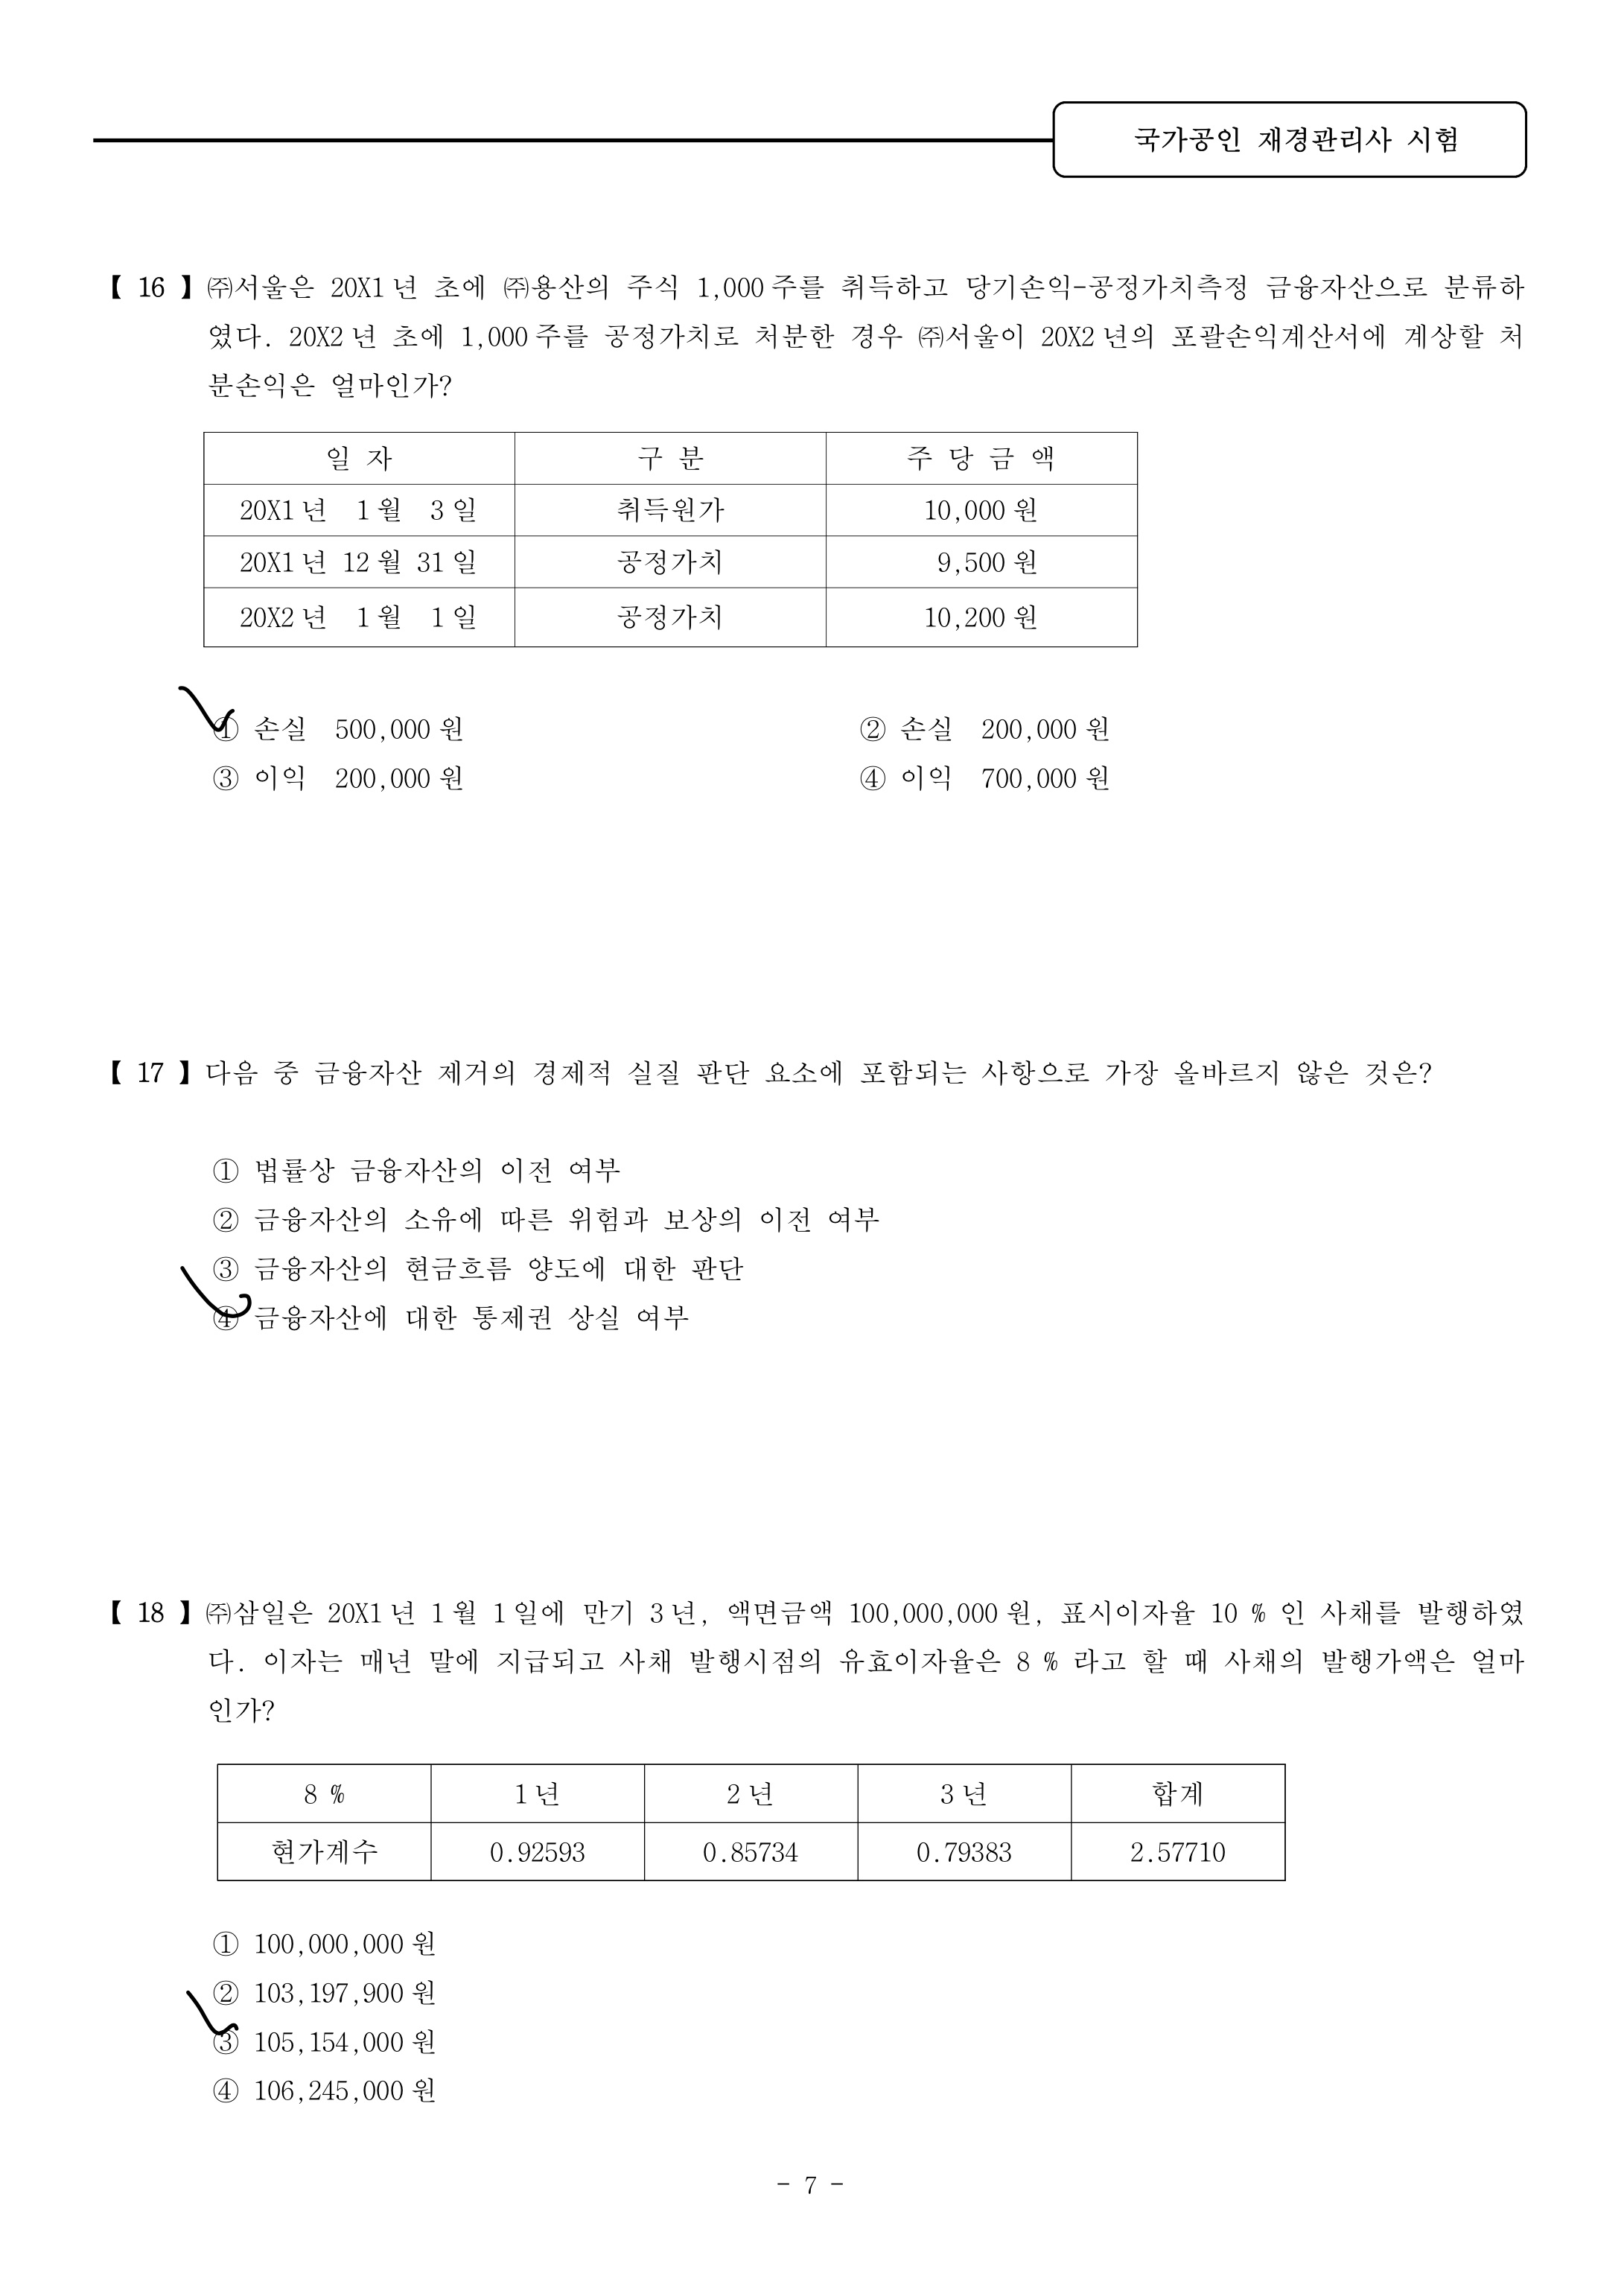 국가공인 재경관리사 시험
【 16 】 ㈜서울은 20X1년 초에 ㈜용산의 주식 1,000주를 취득하고 당기손익-공정가치측정 금융자산으로 분류하
였다. 20X2년 초에 1,000주를 공정가치로 처분한 경우 ㈜서울이 20X2년의 포괄손익계산서에 계상할 처
분손익은 얼마인가?
일 자 구 분 주 당 금 액
20X1년 1월 3일 취득원가 10,000원
20X1년 12월 31일 공정가치 9,500원
20X2년 1월 1일 공정가치 10,200원
① 손실 500,000원 ② 손실 200,000원
③ 이익 200,000원 ④ 이익 700,000원
【 17 】 다음 중 금융자산 제거의 경제적 실질 판단 요소에 포함되는 사항으로 가장 올바르지 않은 것은?
① 법률상 금융자산의 이전 여부
② 금융자산의 소유에 따른 위험과 보상의 이전 여부
③ 금융자산의 현금흐름 양도에 대한 판단
④ 금융자산에 대한 통제권 상실 여부
【 18 】 ㈜삼일은 20X1년 1월 1일에 만기 3년, 액면금액 100,000,000원, 표시이자율 10 % 인 사채를 발행하였
다. 이자는 매년 말에 지급되고 사채 발행시점의 유효이자율은 8 % 라고 할 때 사채의 발행가액은 얼마
인가?
8 % 1년 2년 3년 합계
현가계수 0.92593 0.85734 0.79383 2.57710
① 100,000,000원
② 103,197,900원
③ 105,154,000원
④ 106,245,000원
- 7 -